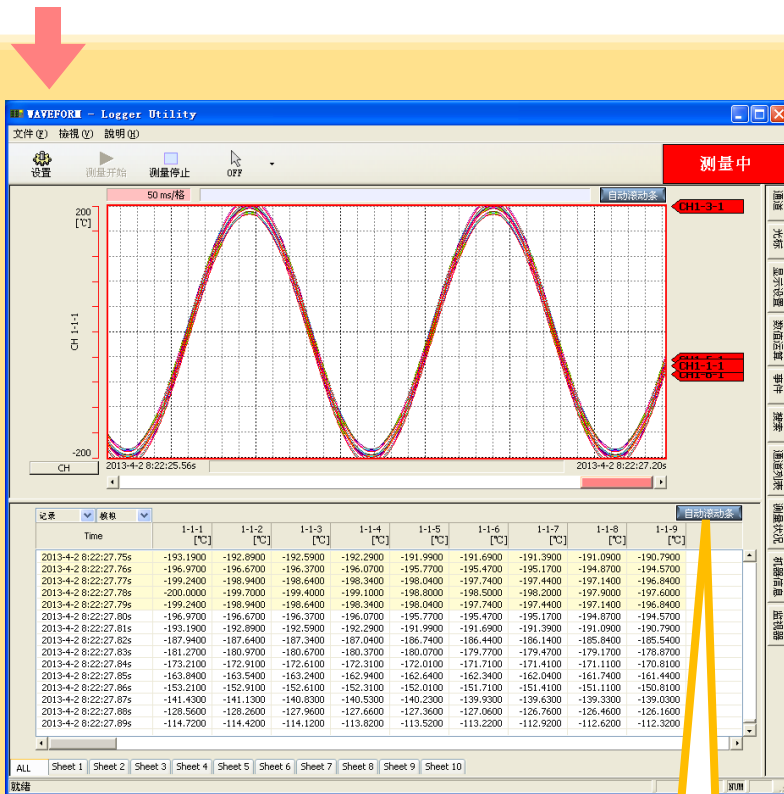 WAVEFORM - Logger Utility
文件(F) 檢視(V) 說明(H)
设置 测量开始 测量停止 OFF
测量中
50 ms/格 自动滚动条
200
[℃]
CH 1-1-1
-200
CH
CH1-3-1
CH1-1-1
CH1-6-1
2013-4-2 8:22:25.56s 2013-4-2 8:22:27.20s
通道
光标
显示设置
数值运算
事件
搜索
通道列表
测量状况
机器信息
监视器
记录 模拟 自动滚动条
Time 1-1-1 1-1-2 1-1-3 1-1-4 1-1-5 1-1-6 1-1-7 1-1-8 1-1-9
[℃] [℃] [℃] [℃] [℃] [℃] [℃] [℃] [℃]
2013-4-2 8:22:27.75s -193.1900 -192.8900 -192.5900 -192.2900 -191.9900 -191.6900 -191.3900 -191.0900 -190.7900
2013-4-2 8:22:27.76s -196.9700 -196.6700 -196.3700 -196.0700 -195.7700 -195.4700 -195.1700 -194.8700 -194.5700
2013-4-2 8:22:27.77s -199.2400 -198.9400 -198.6400 -198.3400 -198.0400 -197.7400 -197.4400 -197.1400 -196.8400
2013-4-2 8:22:27.78s -200.0000 -199.7000 -199.4000 -199.1000 -198.8000 -198.5000 -198.2000 -197.9000 -197.6000
2013-4-2 8:22:27.79s -199.2400 -198.9400 -198.6400 -198.3400 -198.0400 -197.7400 -197.4400 -197.1400 -196.8400
2013-4-2 8:22:27.80s -196.9700 -196.6700 -196.3700 -196.0700 -195.7700 -195.4700 -195.1700 -194.8700 -194.5700
2013-4-2 8:22:27.81s -193.1900 -192.8900 -192.5900 -192.2900 -191.9900 -191.6900 -191.3900 -191.0900 -190.7900
2013-4-2 8:22:27.82s -187.9400 -187.6400 -187.3400 -187.0400 -186.7400 -186.4400 -186.1400 -185.8400 -185.5400
2013-4-2 8:22:27.83s -181.2700 -180.9700 -180.6700 -180.3700 -180.0700 -179.7700 -179.4700 -179.1700 -178.8700
2013-4-2 8:22:27.84s -173.2100 -172.9100 -172.6100 -172.3100 -172.0100 -171.7100 -171.4100 -171.1100 -170.8100
2013-4-2 8:22:27.85s -163.8400 -163.5400 -163.2400 -162.9400 -162.6400 -162.3400 -162.0400 -161.7400 -161.4400
2013-4-2 8:22:27.86s -153.2100 -152.9100 -152.6100 -152.3100 -152.0100 -151.7100 -151.4100 -151.1100 -150.8100
2013-4-2 8:22:27.87s -141.4300 -141.1300 -140.8300 -140.5300 -140.2300 -139.9300 -139.6300 -139.3300 -139.0300
2013-4-2 8:22:27.88s -128.5600 -128.2600 -127.9600 -127.6600 -127.3600 -127.0600 -126.7600 -126.4600 -126.1600
2013-4-2 8:22:27.89s -114.7200 -114.4200 -114.1200 -113.8200 -113.5200 -113.2200 -112.9200 -112.6200 -112.3200
ALL Sheet 1 Sheet 2 Sheet 3 Sheet 4 Sheet 5 Sheet 6 Sheet 7 Sheet 8 Sheet 9 Sheet 10
就绪 NUM